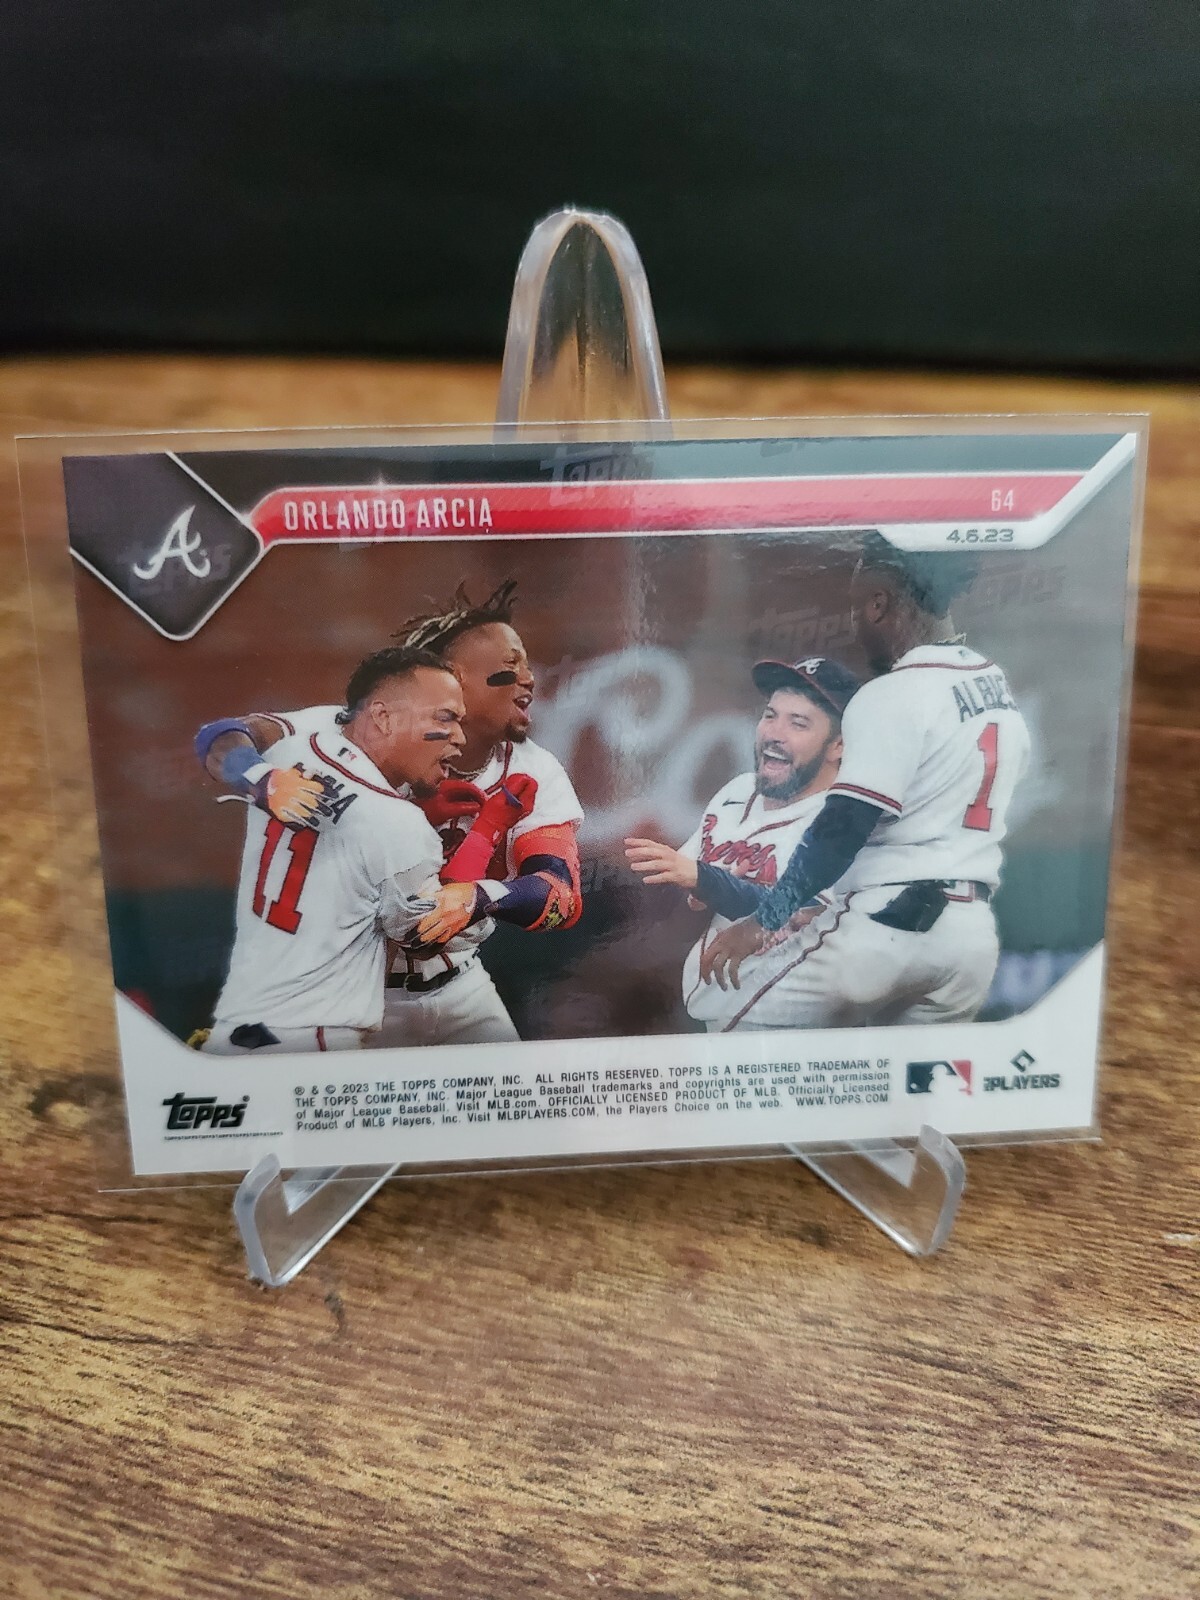 ORLANDO ARCIA
64
4.6.23
A
ALBIES
1
11
Braves
TOPPS
® & © 2023 THE TOPPS COMPANY, INC. ALL RIGHTS RESERVED. TOPPS IS A REGISTERED TRADEMARK OF
THE TOPPS COMPANY, INC. Major League Baseball trademarks and copyrights are used with permission
of Major League Baseball. Visit MLB.com. OFFICIALLY LICENSED PRODUCT OF MLB. Officially Licensed
Product of MLB Players, Inc. Visit MLBPLAYERS.COM, the Players Choice on the web. WWW.TOPPS.COM
PLAYERS